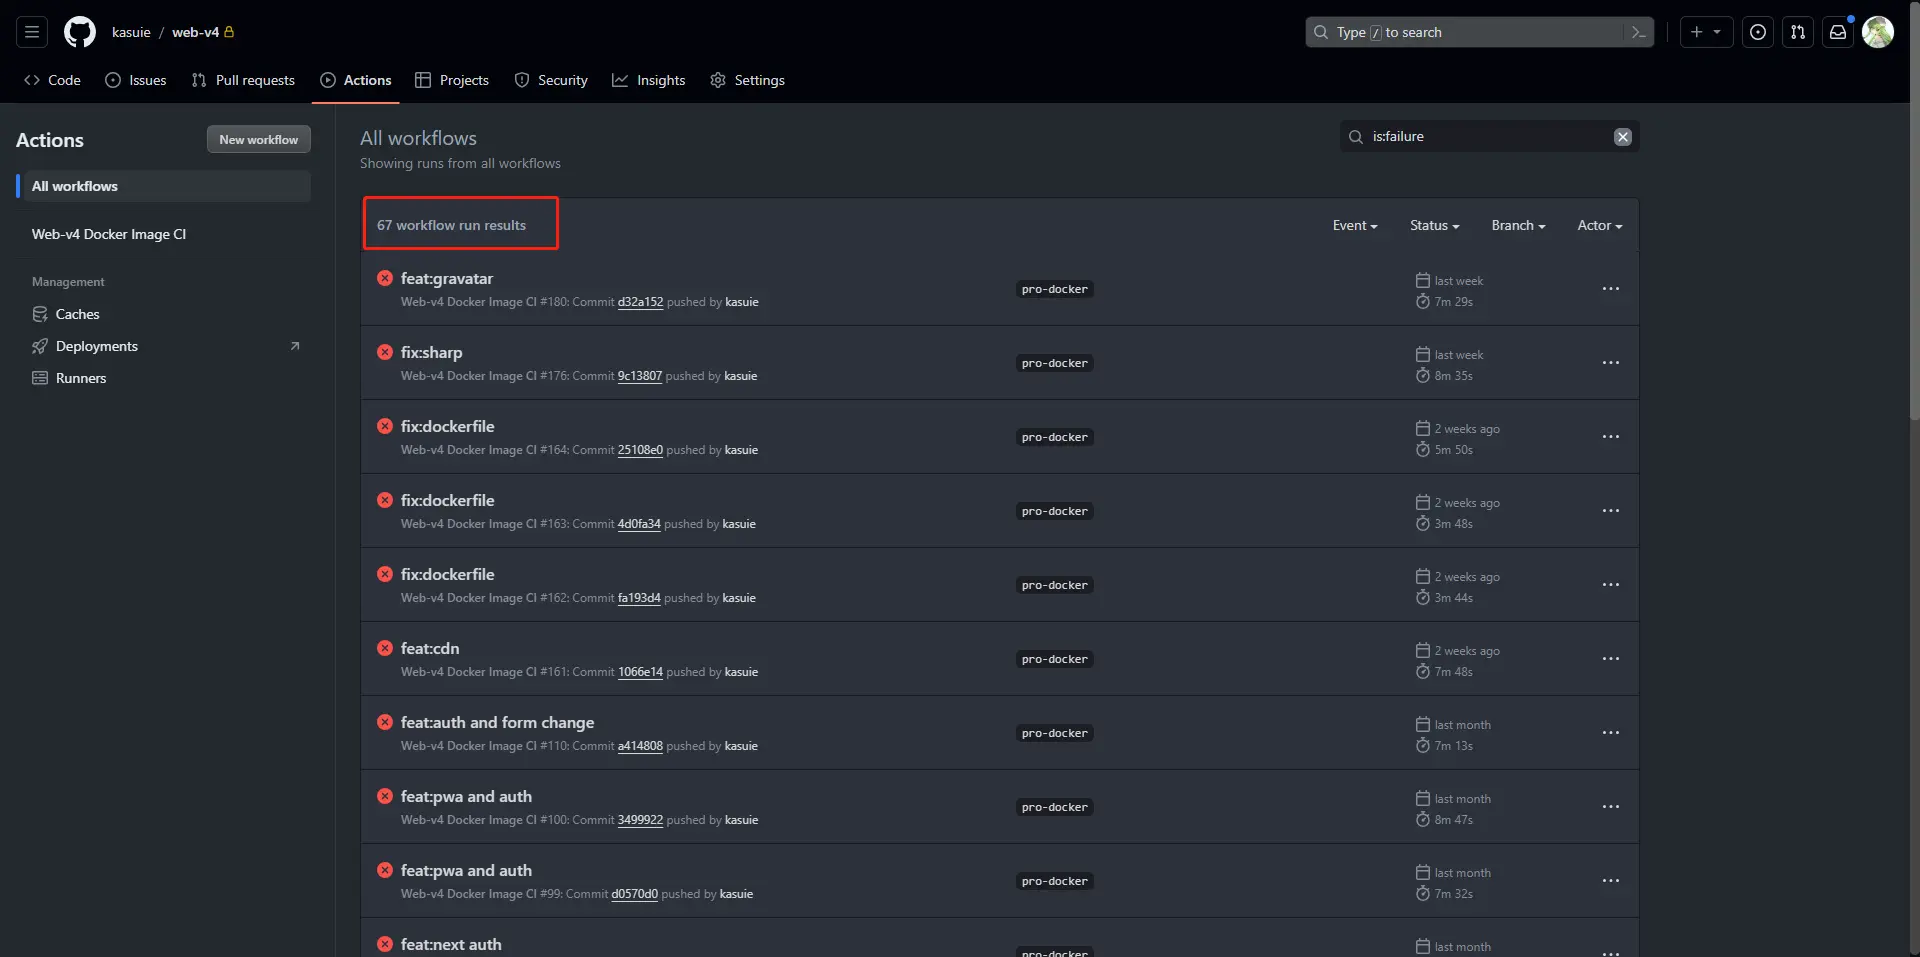 kasuie / web-v4
Type / to search
Code
Issues
Pull requests
Actions
Projects
Security
Insights
Settings
Actions
New workflow
All workflows
Web-v4 Docker Image CI
Management
Caches
Deployments
Runners
All workflows
Showing runs from all workflows
is:failure
67 workflow run results
Event
Status
Branch
Actor
feat:gravatar
Web-v4 Docker Image CI #180: Commit d32a152 pushed by kasuie
pro-docker
last week
7m 29s
fix:sharp
Web-v4 Docker Image CI #176: Commit 9c13807 pushed by kasuie
pro-docker
last week
8m 35s
fix:dockerfile
Web-v4 Docker Image CI #164: Commit 25108e0 pushed by kasuie
pro-docker
2 weeks ago
5m 50s
fix:dockerfile
Web-v4 Docker Image CI #163: Commit 4d0fa34 pushed by kasuie
pro-docker
2 weeks ago
3m 48s
fix:dockerfile
Web-v4 Docker Image CI #162: Commit fa193d4 pushed by kasuie
pro-docker
2 weeks ago
3m 44s
feat:cdn
Web-v4 Docker Image CI #161: Commit 1066e14 pushed by kasuie
pro-docker
2 weeks ago
7m 48s
feat:auth and form change
Web-v4 Docker Image CI #110: Commit a414808 pushed by kasuie
pro-docker
last month
7m 13s
feat:pwa and auth
Web-v4 Docker Image CI #100: Commit 3499922 pushed by kasuie
pro-docker
last month
8m 47s
feat:pwa and auth
Web-v4 Docker Image CI #99: Commit d0570d0 pushed by kasuie
pro-docker
last month
7m 32s
feat:next auth
pro-docker
last month